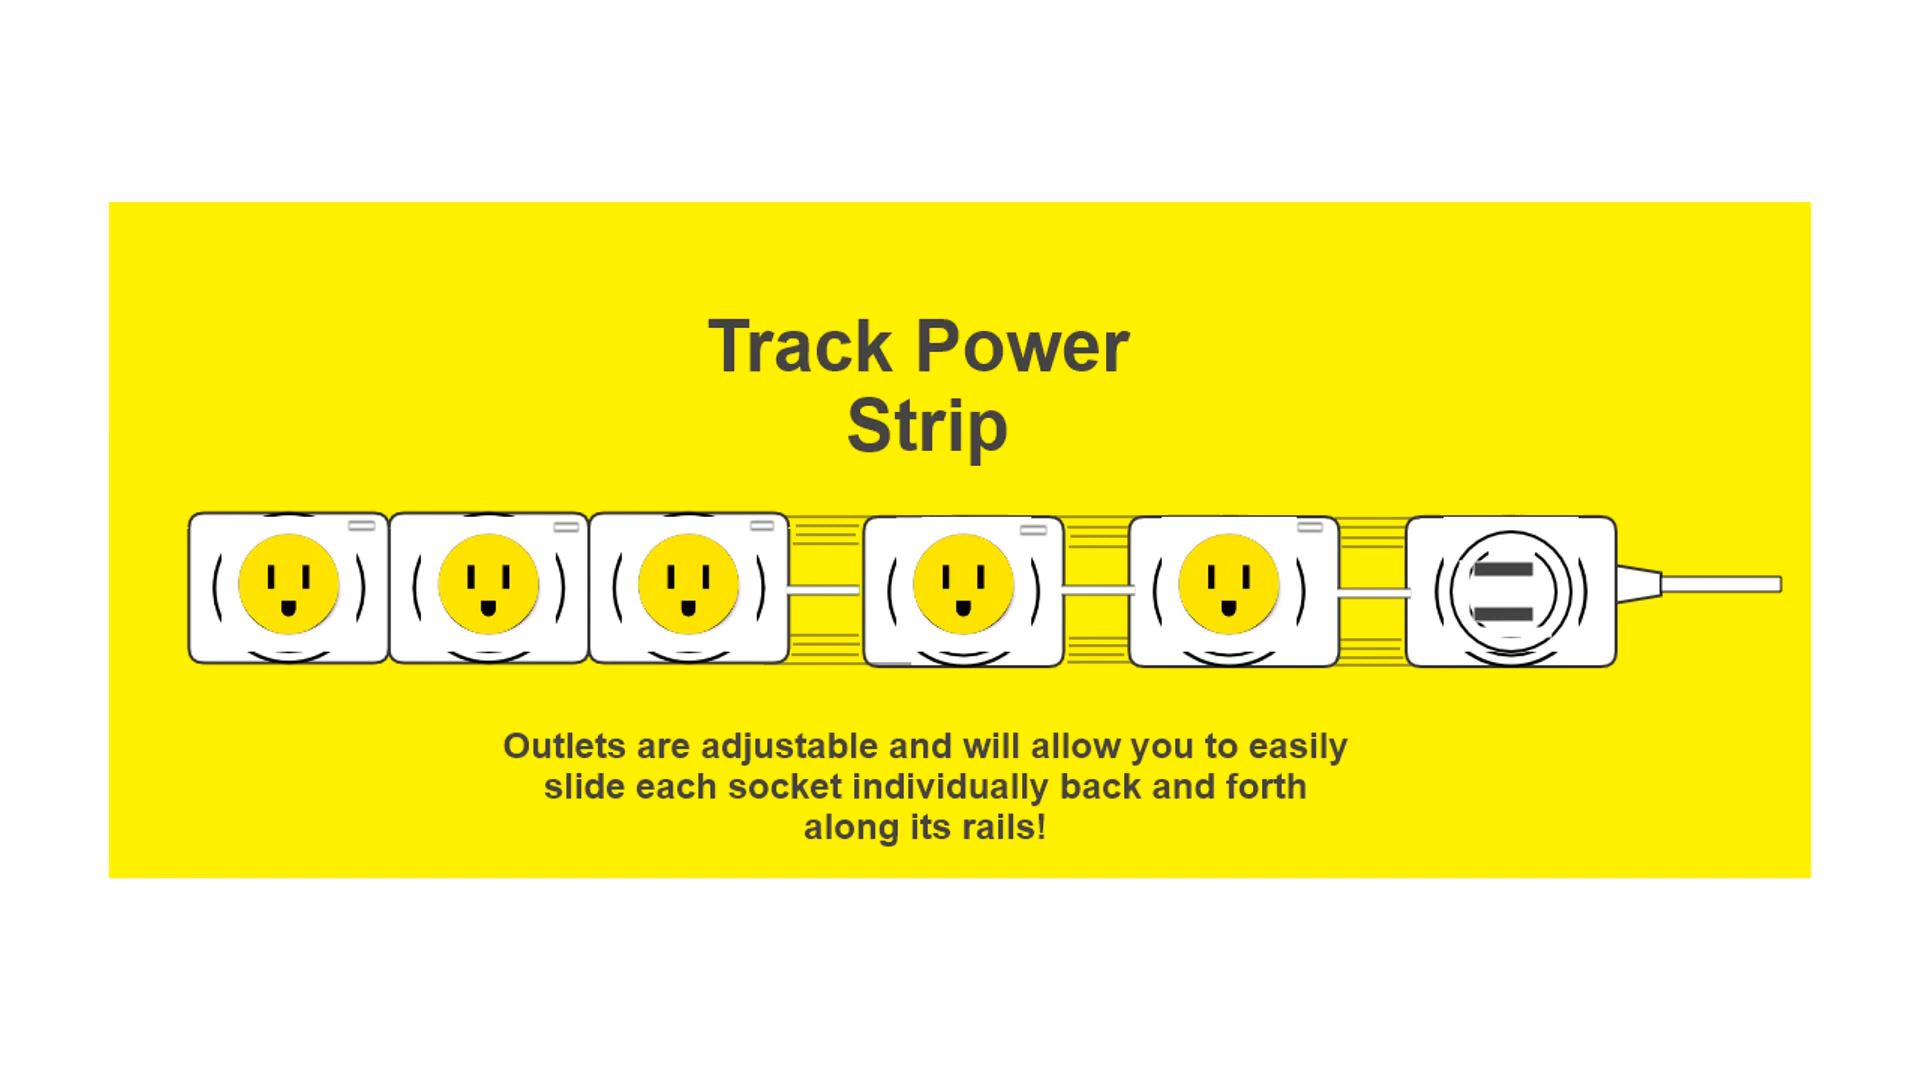 Track Power
Strip
Outlets are adjustable and will allow you to easily
slide each socket individually back and forth
along its rails!